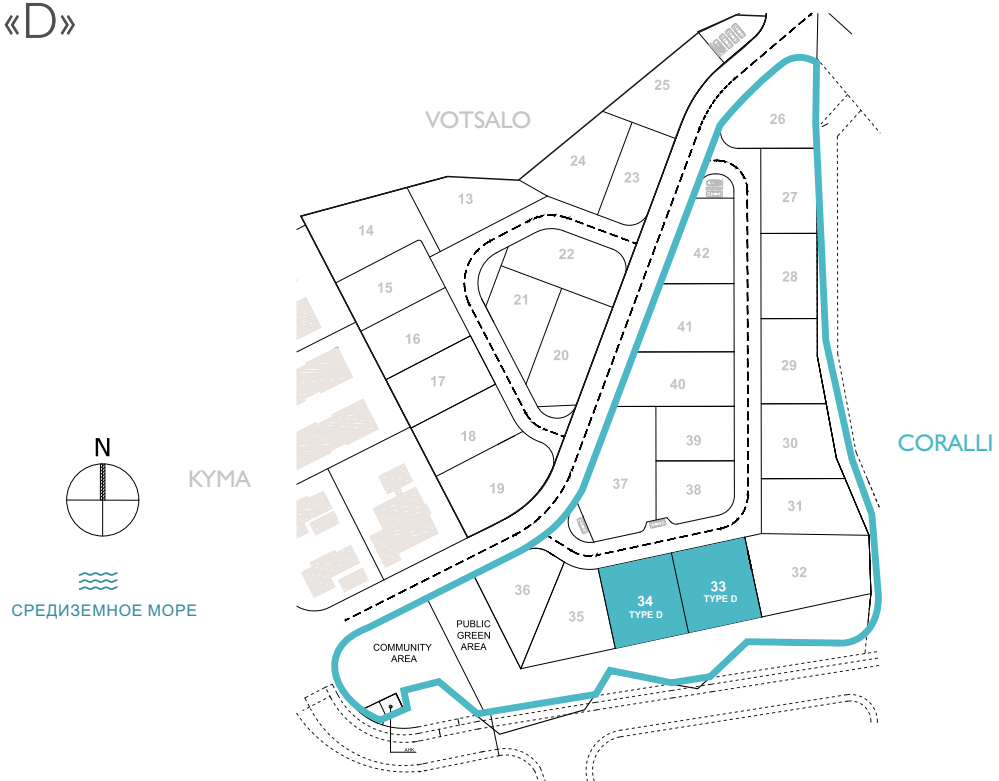 «D»
25
VOTSALO
26
24
23
13
27
14
22
42
28
15
21
41
16
20
29
17
40
18
39
30
N
CORALLI
KYMA
19
37
38
31
36
35
34
TYPE D
33
TYPE D
32
СРЕДИЗЕМНОЕ МОРЕ
PUBLIC
GREEN
AREA
COMMUNITY
AREA
AHK